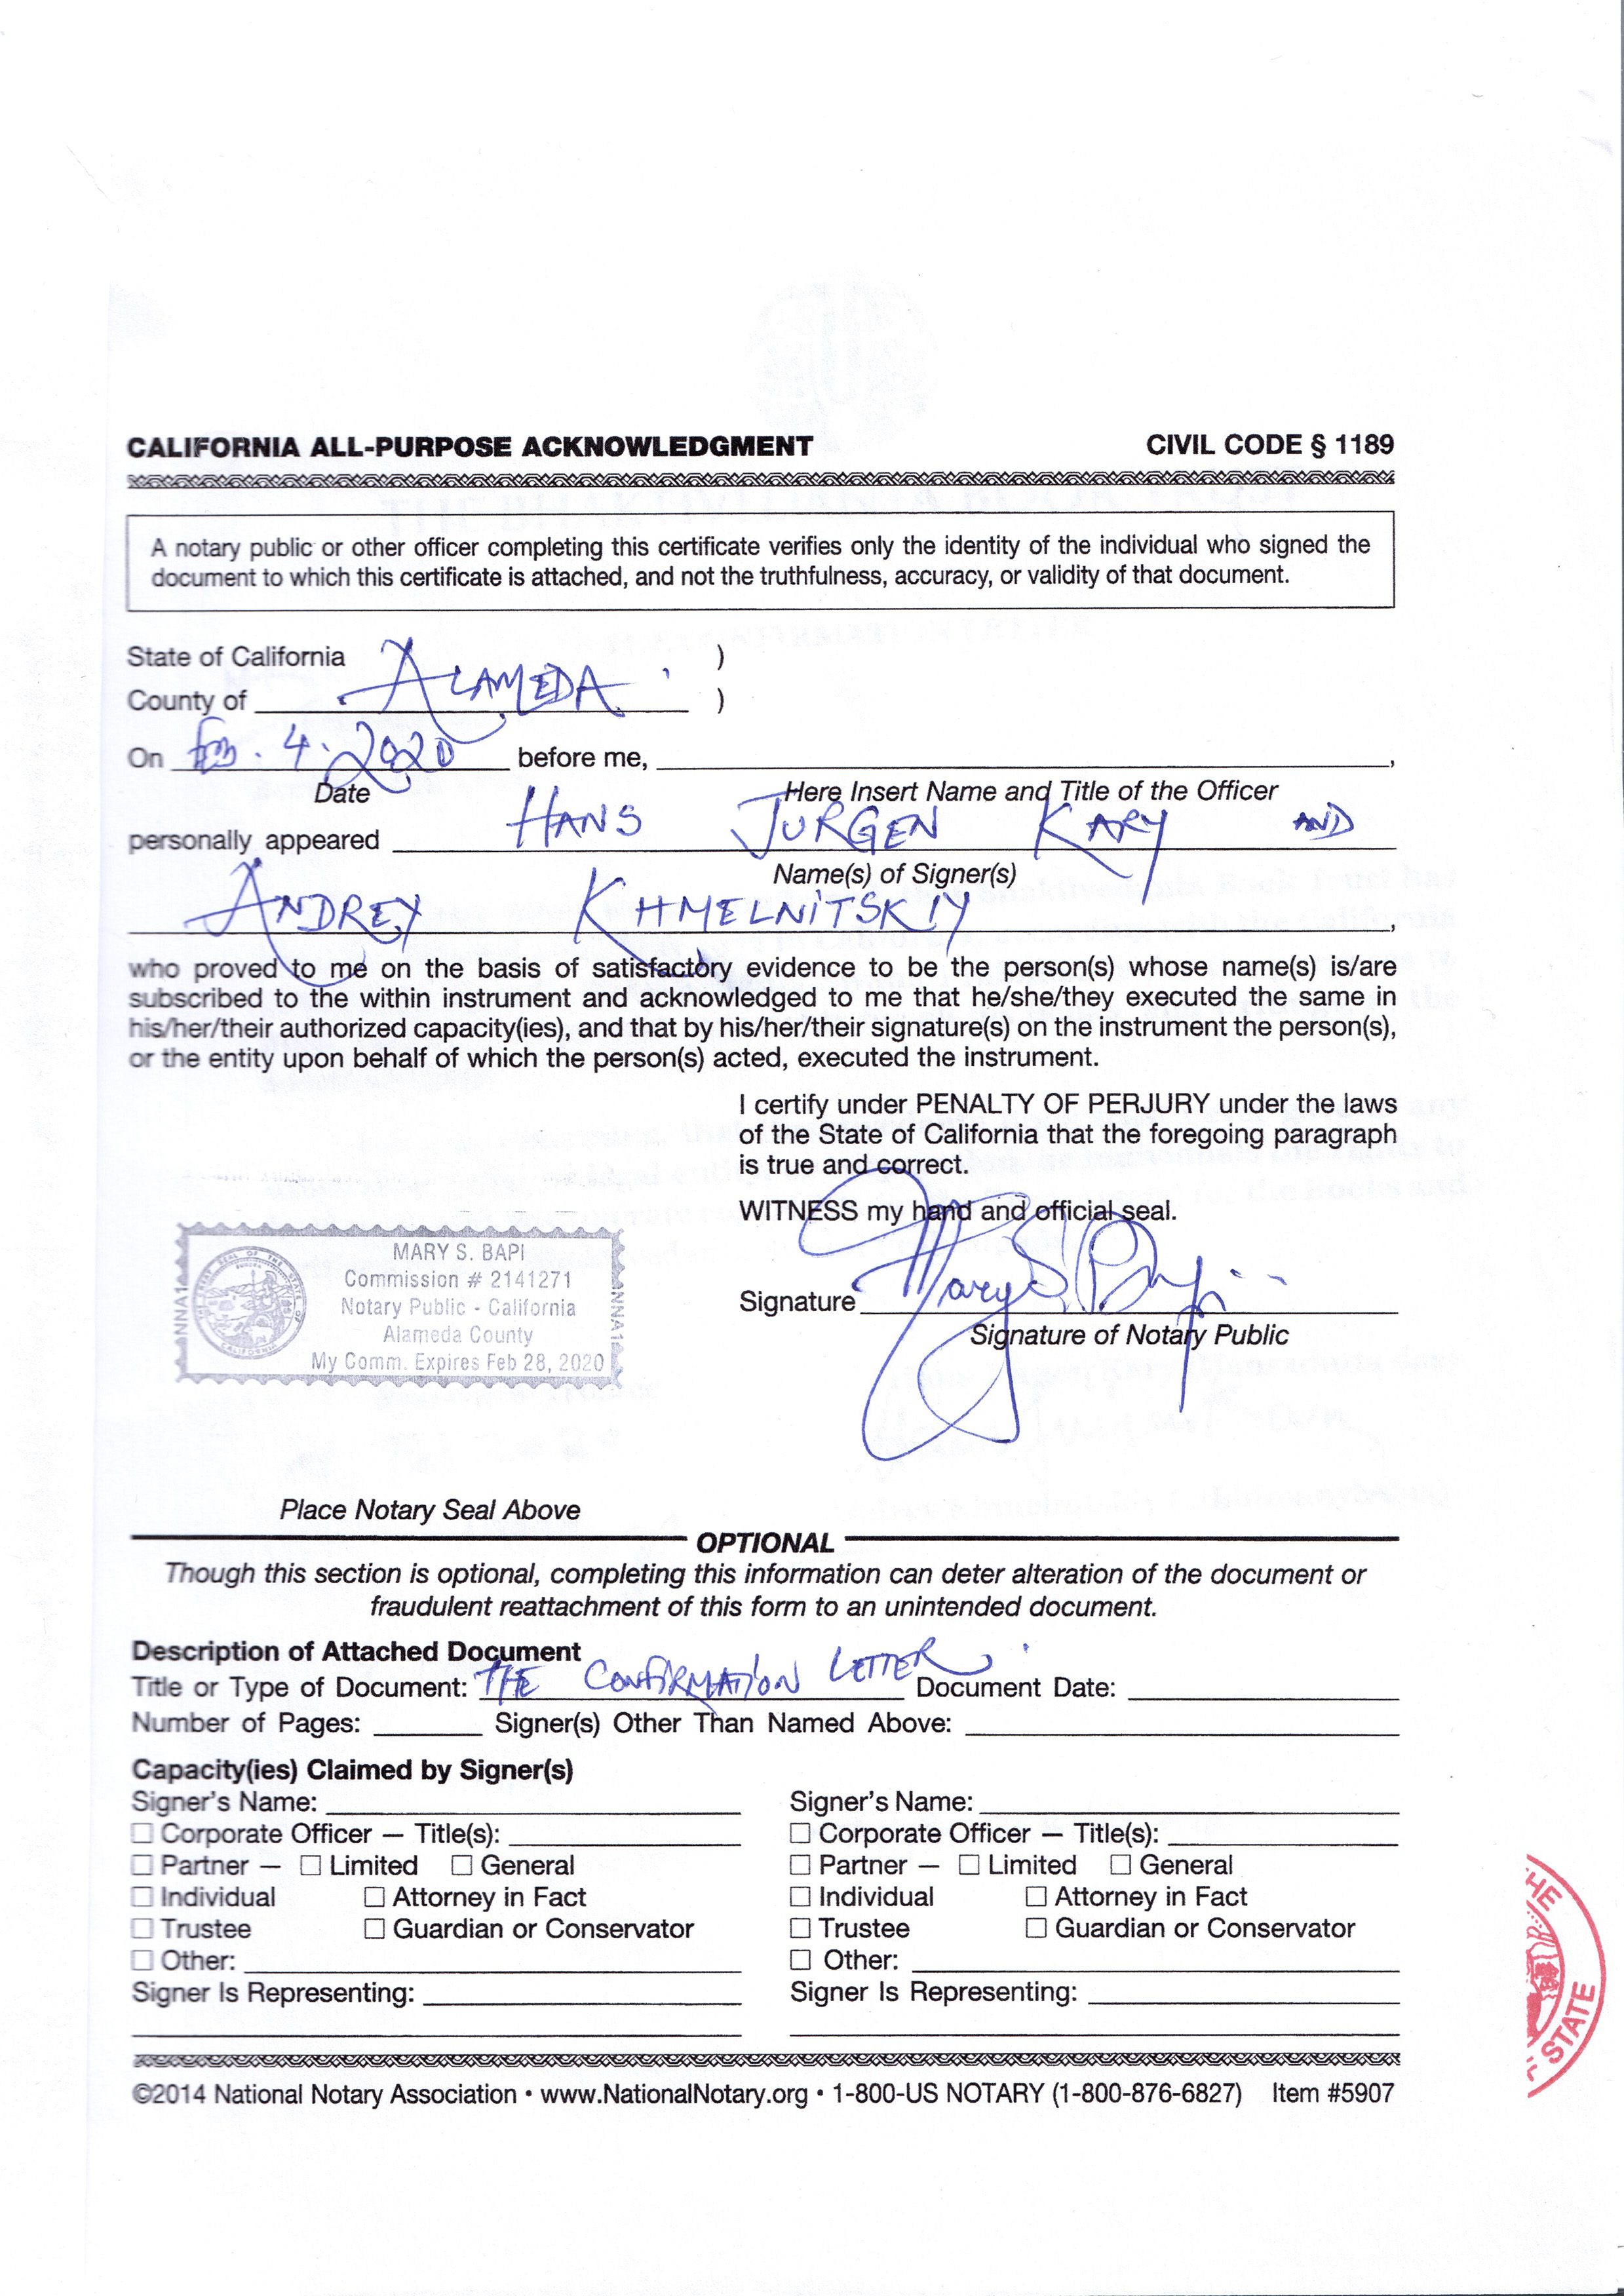 CALIFORNIA ALL-PURPOSE ACKNOWLEDGMENT CIVIL CODE § 1189
A notary public or other officer completing this certificate verifies only the identity of the individual who signed the
document to which this certificate is attached, and not the truthfulness, accuracy, or validity of that document.
State of California )
County of ALAMEDA )
On Feb. 4. 2020 before me, ,
Date Here Insert Name and Title of the Officer
personally appeared HANS JURGEN KARY AND
Name(s) of Signer(s)
ANDREY KHMELNITSKIY ,
who proved to me on the basis of satisfactory evidence to be the person(s) whose name(s) is/are
subscribed to the within instrument and acknowledged to me that he/she/they executed the same in
his/her/their authorized capacity(ies), and that by his/her/their signature(s) on the instrument the person(s),
or the entity upon behalf of which the person(s) acted, executed the instrument.
I certify under PENALTY OF PERJURY under the laws
of the State of California that the foregoing paragraph
is true and correct.
WITNESS my hand and official seal.
MARY S. BAPI
Commission # 2141271
Notary Public - California
Alameda County
My Comm. Expires Feb 28, 2020
Signature Mary S. Bapi
Signature of Notary Public
Place Notary Seal Above
OPTIONAL
Though this section is optional, completing this information can deter alteration of the document or
fraudulent reattachment of this form to an unintended document.
Description of Attached Document
Title or Type of Document: THE CONFIRMATION LETTER Document Date:
Number of Pages: Signer(s) Other Than Named Above:
Capacity(ies) Claimed by Signer(s)
Signer's Name: Signer's Name:
☐ Corporate Officer — Title(s): ☐ Corporate Officer — Title(s):
☐ Partner — ☐ Limited ☐ General ☐ Partner — ☐ Limited ☐ General
☐ Individual ☐ Attorney in Fact ☐ Individual ☐ Attorney in Fact
☐ Trustee ☐ Guardian or Conservator ☐ Trustee ☐ Guardian or Conservator
☐ Other: ☐ Other:
Signer Is Representing: Signer Is Representing:
THE
STATE
©2014 National Notary Association • www.NationalNotary.org • 1-800-US NOTARY (1-800-876-6827) Item #5907